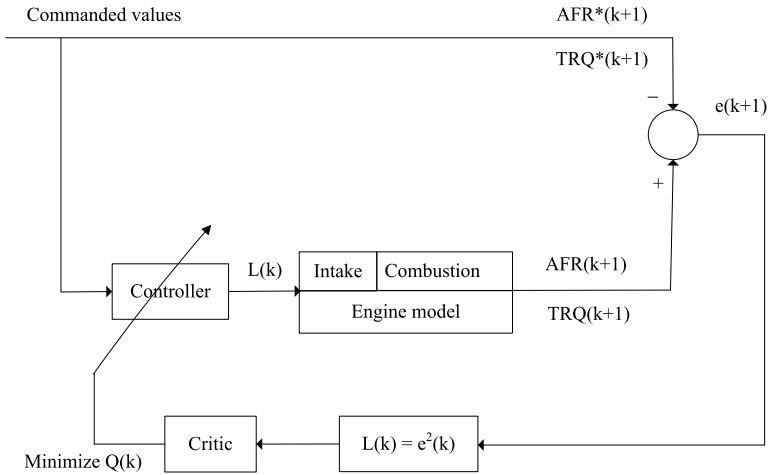 Commanded values
AFR*(k+1)
TRQ*(k+1)
−
e(k+1)
+
Controller
L(k)
Intake
Combustion
Engine model
AFR(k+1)
TRQ(k+1)
Minimize Q(k)
Critic
L(k) = e²(k)